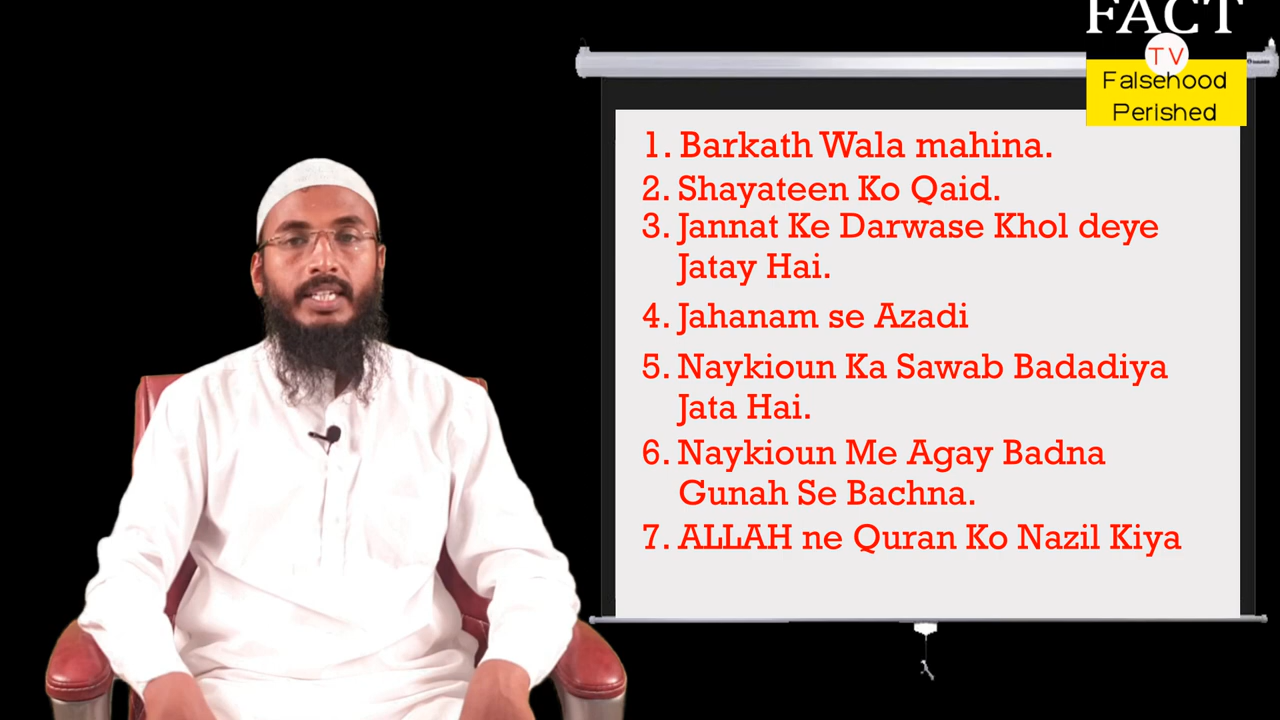 FACT
TV
Falsehood
Perished
1. Barkath Wala mahina.
2. Shayateen Ko Qaid.
3. Jannat Ke Darwase Khol deye
Jatay Hai.
4. Jahanam se Azadi
5. Naykioun Ka Sawab Badadiya
Jata Hai.
6. Naykioun Me Agay Badna
Gunah Se Bachna.
7. ALLAH ne Quran Ko Nazil Kiya